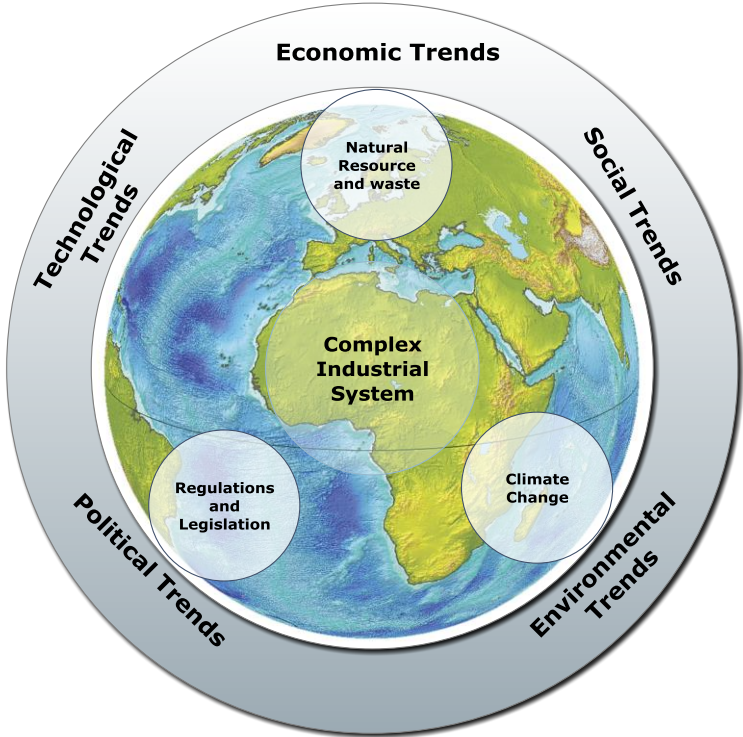 Economic Trends
Technological
Trends
Social Trends
Natural
Resource
and waste
Complex
Industrial
System
Regulations
and
Legislation
Climate
Change
Political Trends
Environmental
Trends